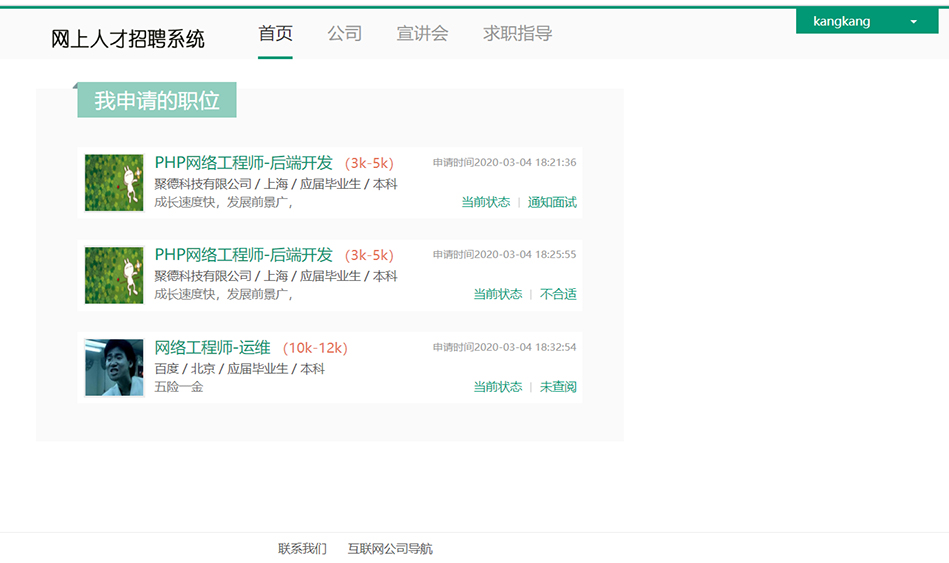 网上人才招聘系统
首页 公司 宣讲会 求职指导
kangkang
我申请的职位
PHP网络工程师-后端开发 (3k-5k) 申请时间2020-03-04 18:21:36
聚德科技有限公司 / 上海 / 应届毕业生 / 本科
成长速度快，发展前景广， 当前状态 | 通知面试
PHP网络工程师-后端开发 (3k-5k) 申请时间2020-03-04 18:25:55
聚德科技有限公司 / 上海 / 应届毕业生 / 本科
成长速度快，发展前景广， 当前状态 | 不合适
网络工程师-运维 (10k-12k) 申请时间2020-03-04 18:32:54
百度 / 北京 / 应届毕业生 / 本科
五险一金 当前状态 | 未查阅
联系我们 互联网公司导航